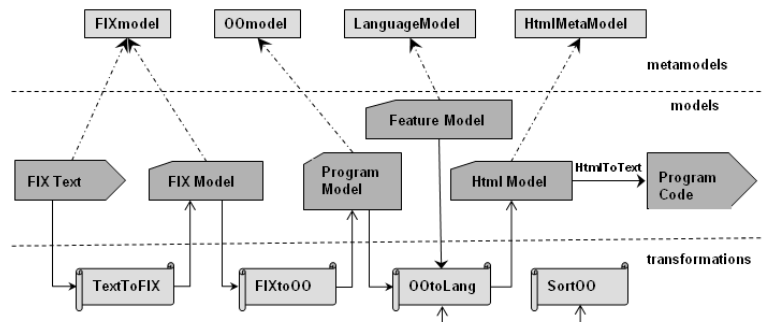 FIXmodel
OOmodel
LanguageModel
HtmlMetaModel
metamodels
models
Feature Model
FIX Text
FIX Model
Program
Model
Html Model
HtmlToText
Program
Code
transformations
TextToFIX
FIXtoOO
OOtoLang
SortOO